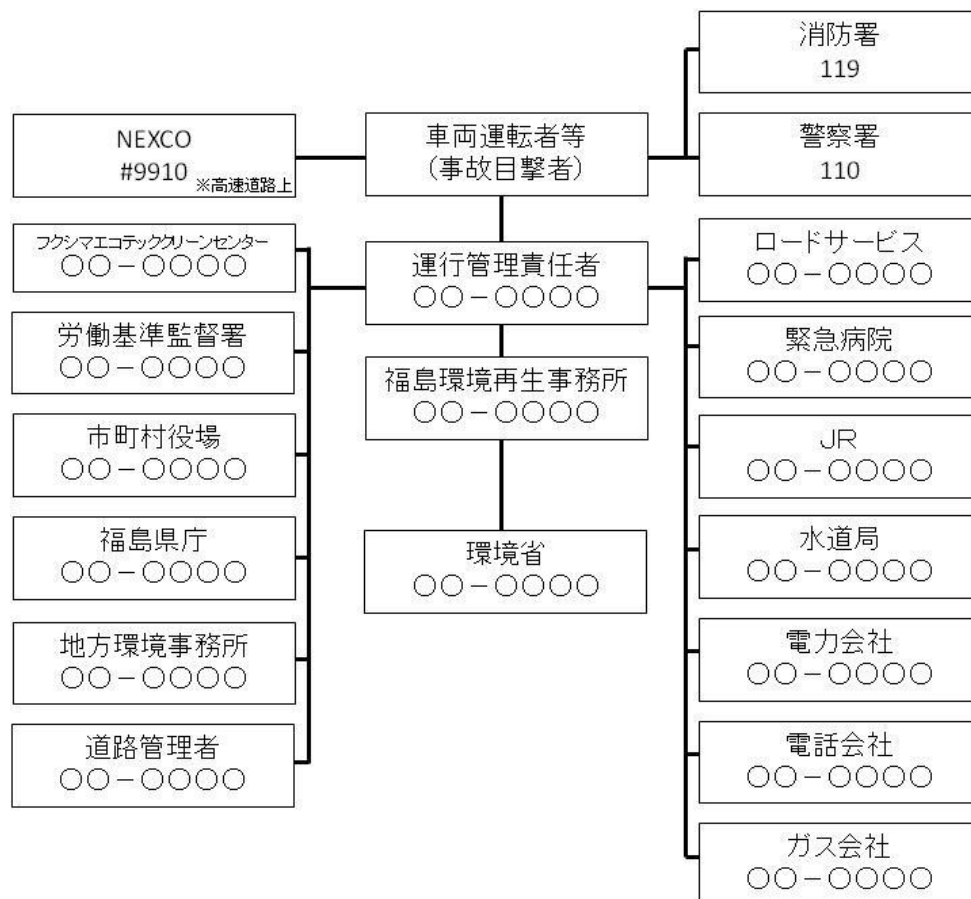 消防署
119
NEXCO
#9910 ※高速道路上
車両運転者等
(事故目撃者)
警察署
110
フクシマエコテッククリーンセンター
○○-○○○○
運行管理責任者
○○-○○○○
ロードサービス
○○-○○○○
労働基準監督署
○○-○○○○
福島環境再生事務所
○○-○○○○
緊急病院
○○-○○○○
市町村役場
○○-○○○○
JR
○○-○○○○
福島県庁
○○-○○○○
環境省
○○-○○○○
水道局
○○-○○○○
地方環境事務所
○○-○○○○
電力会社
○○-○○○○
道路管理者
○○-○○○○
電話会社
○○-○○○○
ガス会社
○○-○○○○